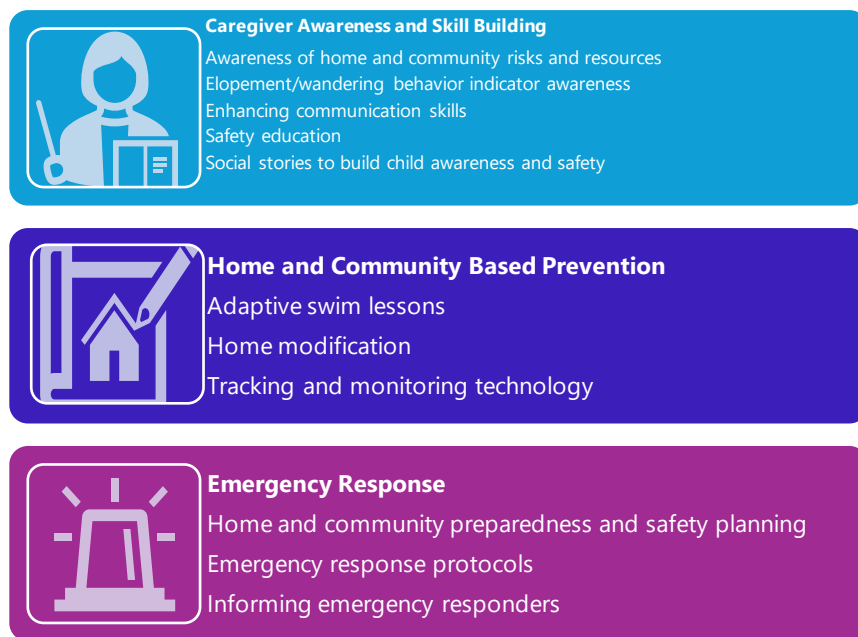 Caregiver Awareness and Skill Building
Awareness of home and community risks and resources
Elopement/wandering behavior indicator awareness
Enhancing communication skills
Safety education
Social stories to build child awareness and safety
Home and Community Based Prevention
Adaptive swim lessons
Home modification
Tracking and monitoring technology
Emergency Response
Home and community preparedness and safety planning
Emergency response protocols
Informing emergency responders